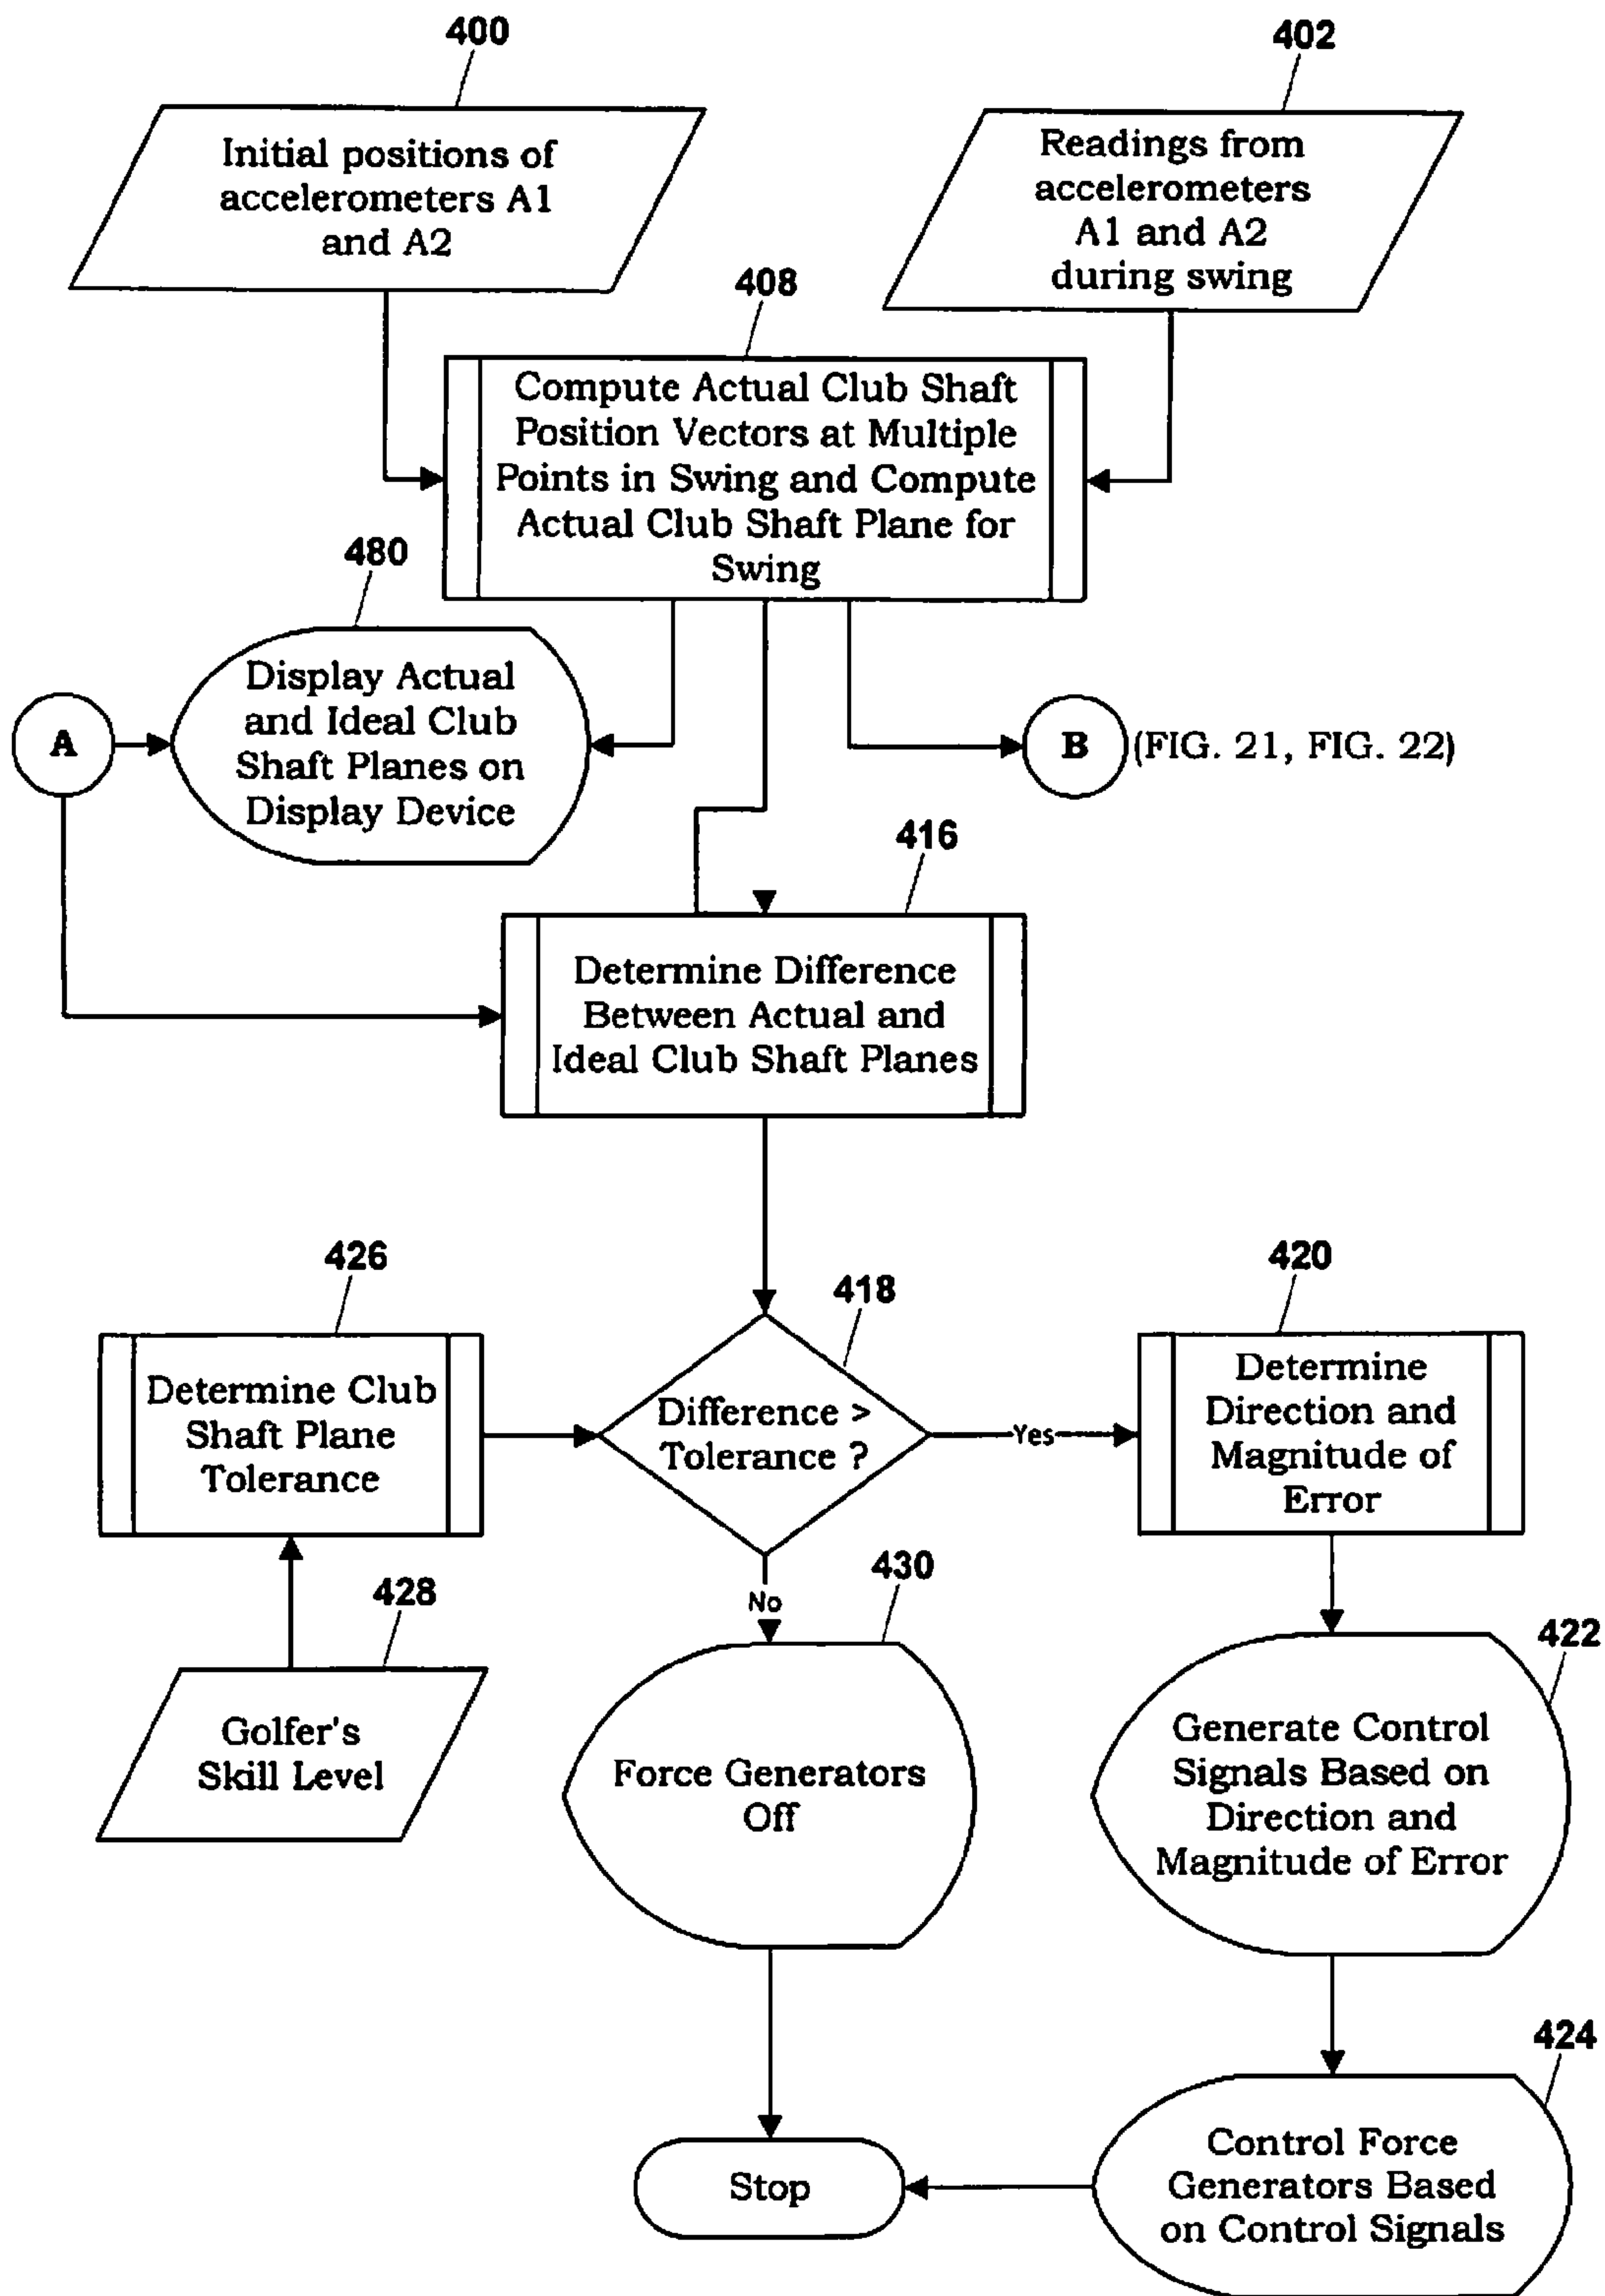 400
402
Initial positions of
accelerometers A1
and A2
Readings from
accelerometers
A1 and A2
during swing
408
Compute Actual Club Shaft
Position Vectors at Multiple
Points in Swing and Compute
Actual Club Shaft Plane for
Swing
480
Display Actual
and Ideal Club
Shaft Planes on
Display Device
A
B (FIG. 21, FIG. 22)
416
Determine Difference
Between Actual and
Ideal Club Shaft Planes
426
418
420
Determine Club
Shaft Plane
Tolerance
Difference >
Tolerance ?
Yes
Determine
Direction and
Magnitude of
Error
No
428
430
422
Golfer's
Skill Level
Force Generators
Off
Generate Control
Signals Based on
Direction and
Magnitude of Error
424
Stop
Control Force
Generators Based
on Control Signals